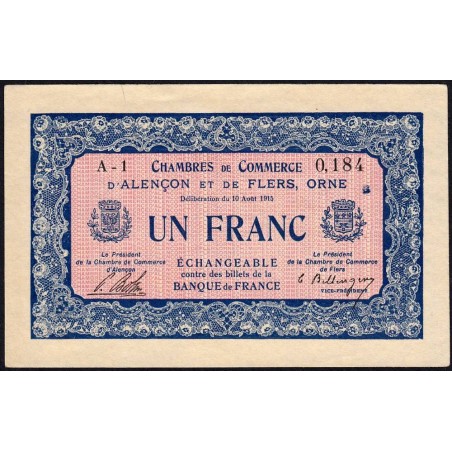 A-1 CHAMBRES DE COMMERCE 0,184
D'ALENÇON ET DE FLERS, ORNE
Délibération du 10 Août 1915
UN FRANC
Le Président
de la Chambre de Commerce
d'Alençon
ÉCHANGEABLE
contre des billets de la
BANQUE de FRANCE
Le Président
de la Chambre de Commerce
de Flers
VICE-PRÉSIDENT